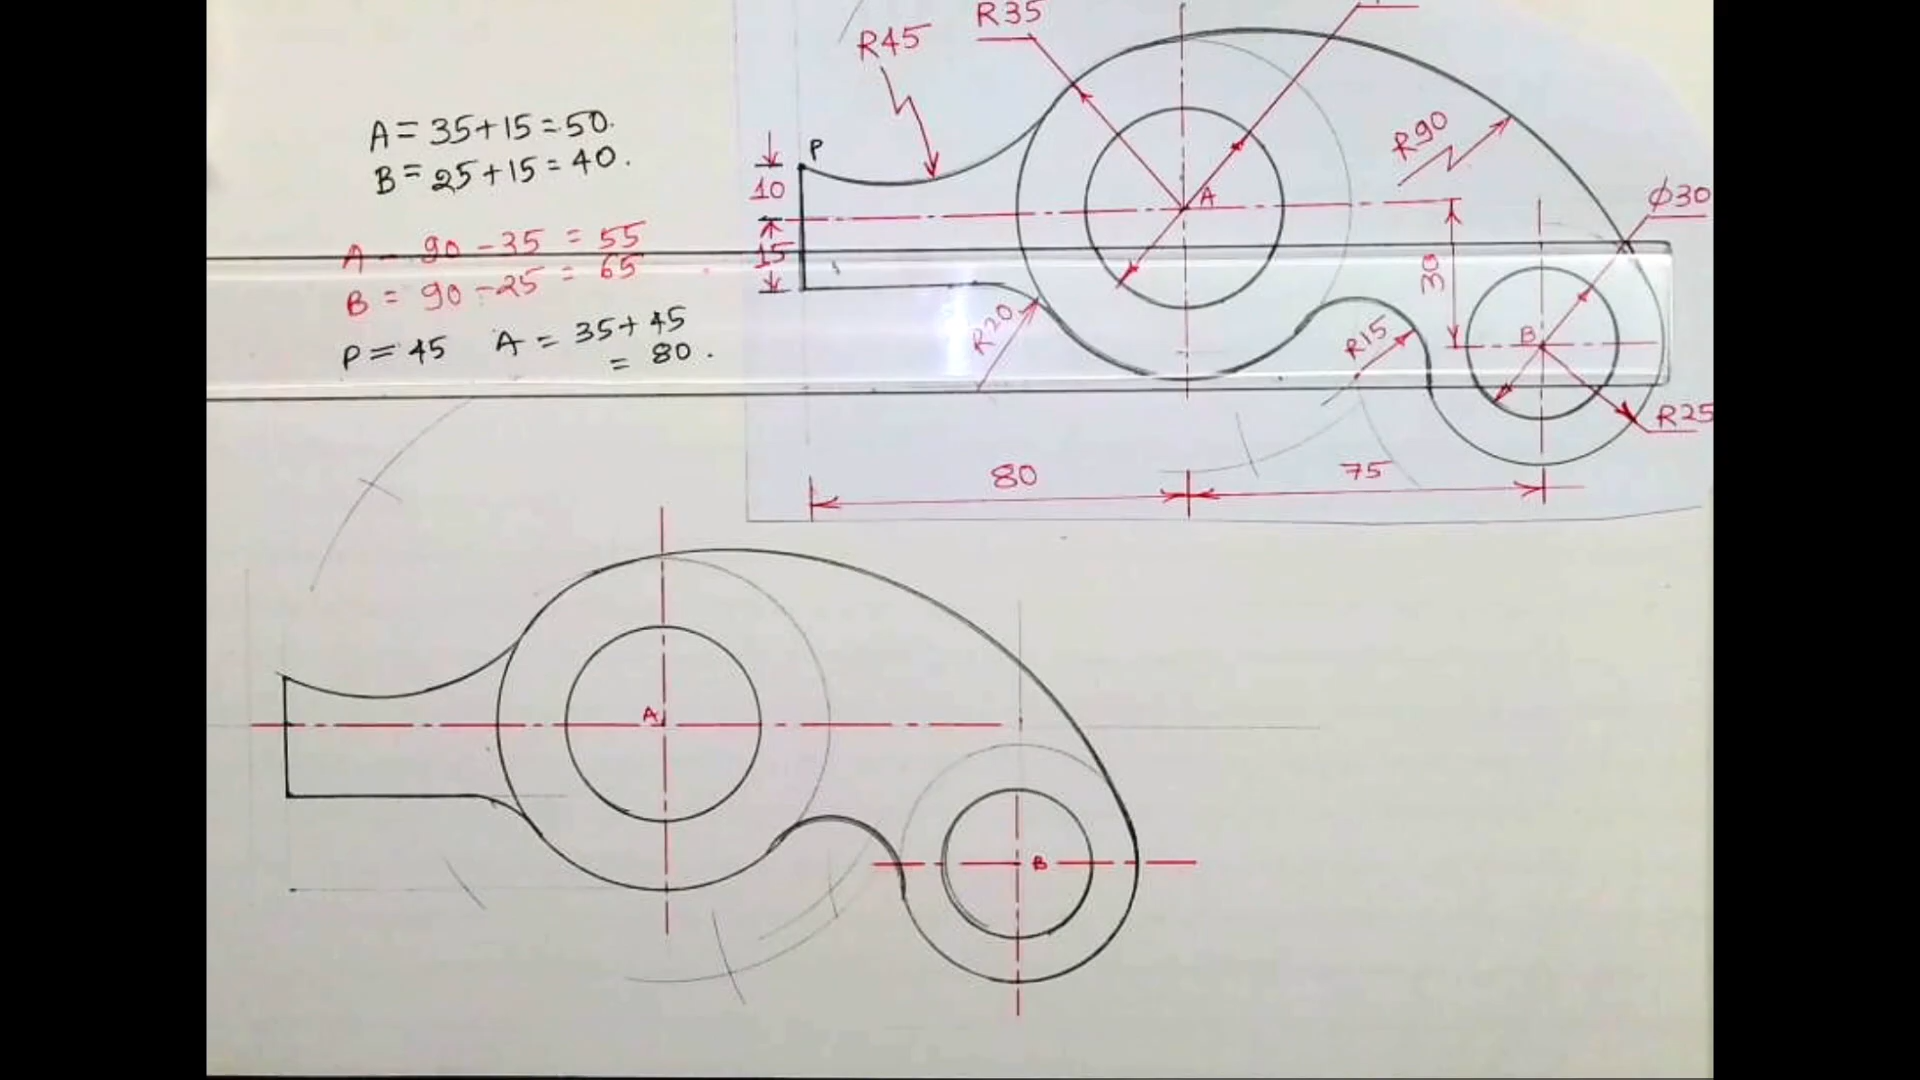 R35
R45
A = 35+15 = 50.
B = 25+15 = 40.
P
10
A
R90
φ30
A - 90 - 35 = 55
B = 90 - 25 = 65
15
30
P = 45 A = 35+45
= 80.
R20
R15
B
R25
80
75
A
B